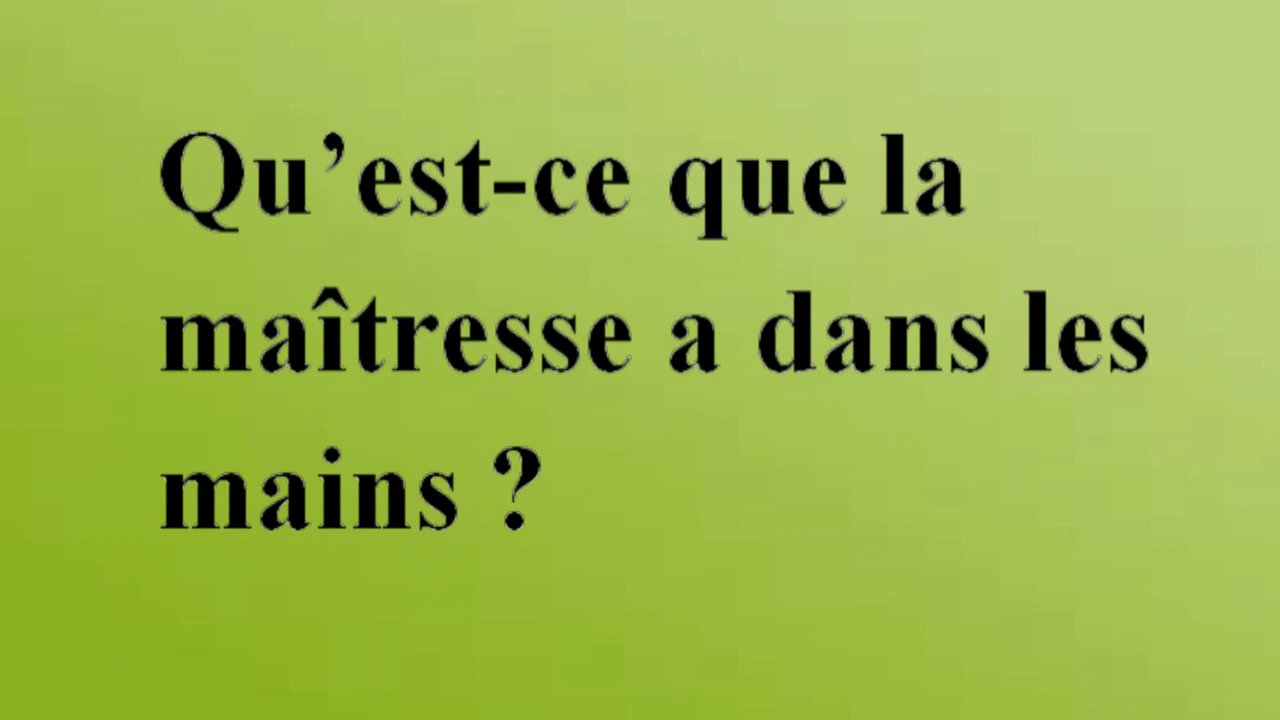 Qu’est-ce que la
maîtresse a dans les
mains ?